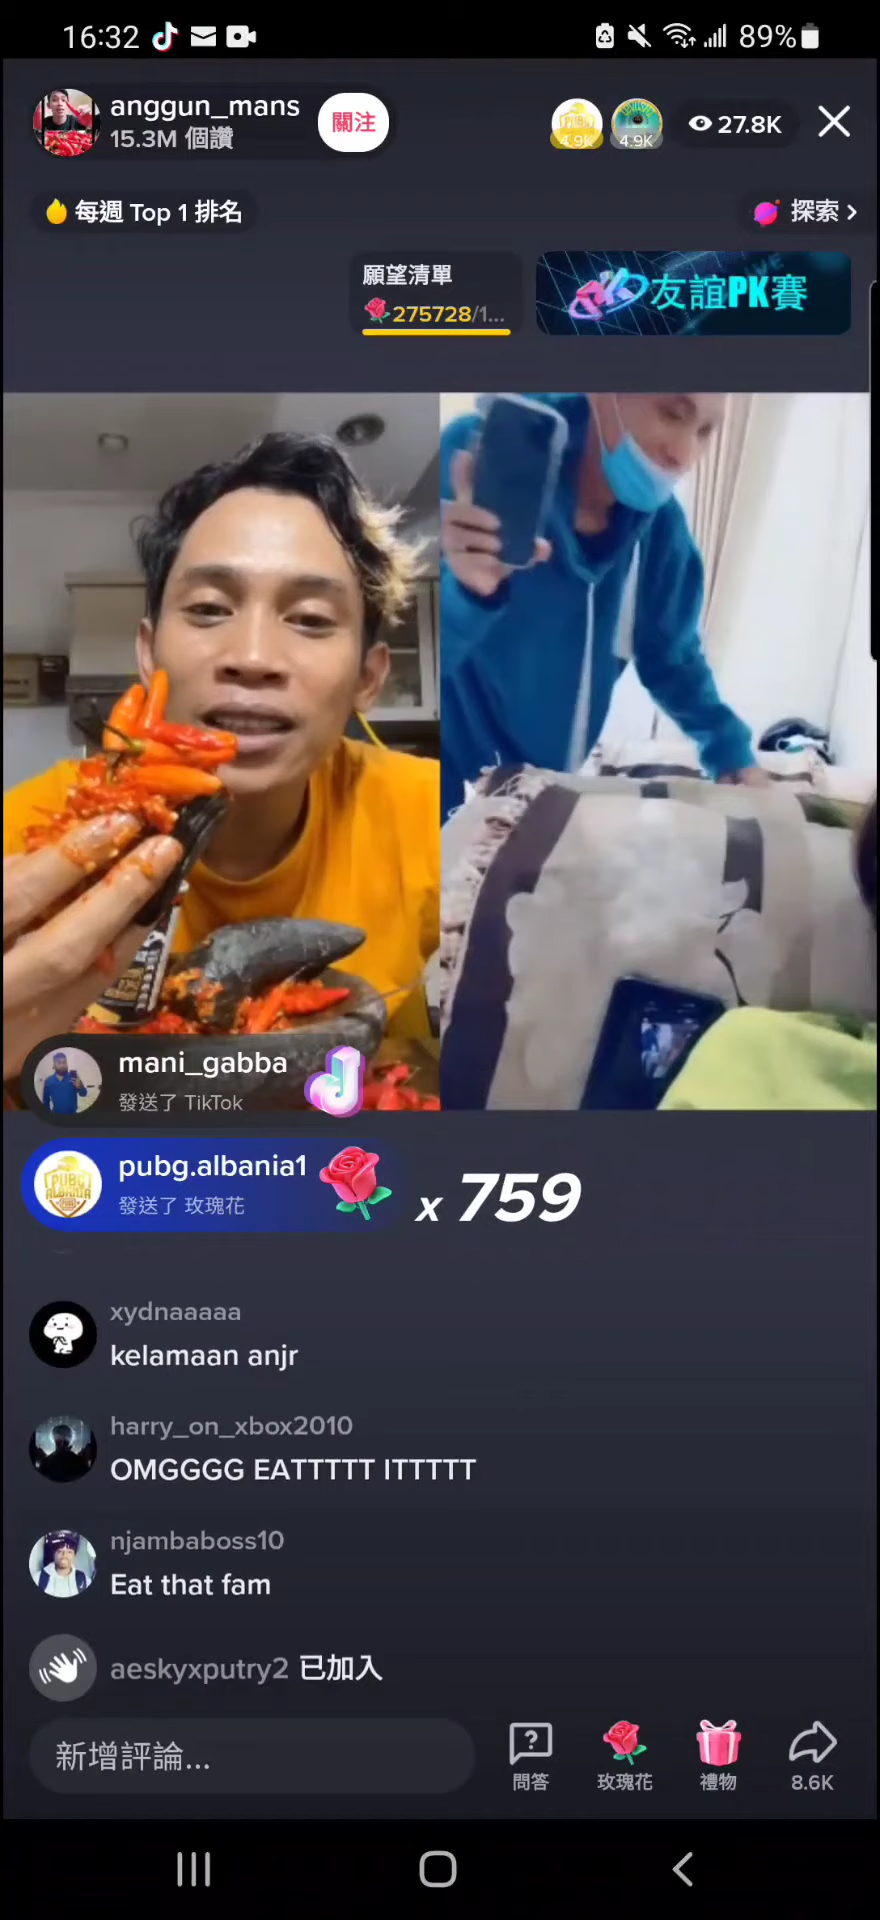 16:32
89%
anggun_mans
15.3M 個讚
關注
4.9K
4.9K
27.8K
每週 Top 1 排名
探索
願望清單
275728/1...
友誼PK賽
mani_gabba
發送了 TikTok
PUBG ALBANIA
pubg.albania1
發送了 玫瑰花
x 759
xydnaaaaa
kelamaan anjr
harry_on_xbox2010
OMGGGG EATTTTT ITTTTT
njambaboss10
Eat that fam
aeskyxputry2 已加入
新增評論...
問答
玫瑰花
禮物
8.6K